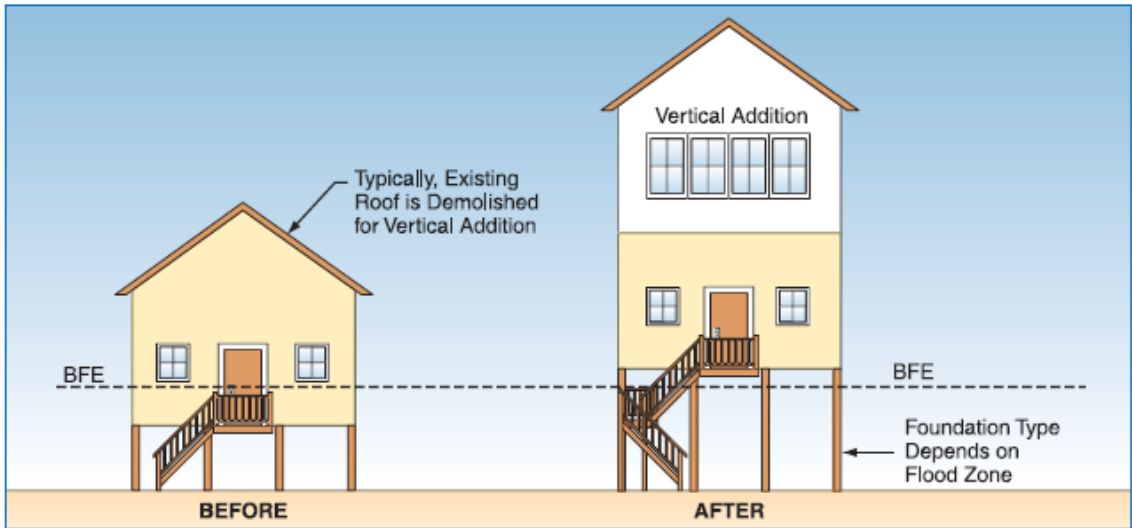 Vertical Addition
Typically, Existing
Roof is Demolished
for Vertical Addition
BFE
BFE
Foundation Type
Depends on
Flood Zone
BEFORE
AFTER